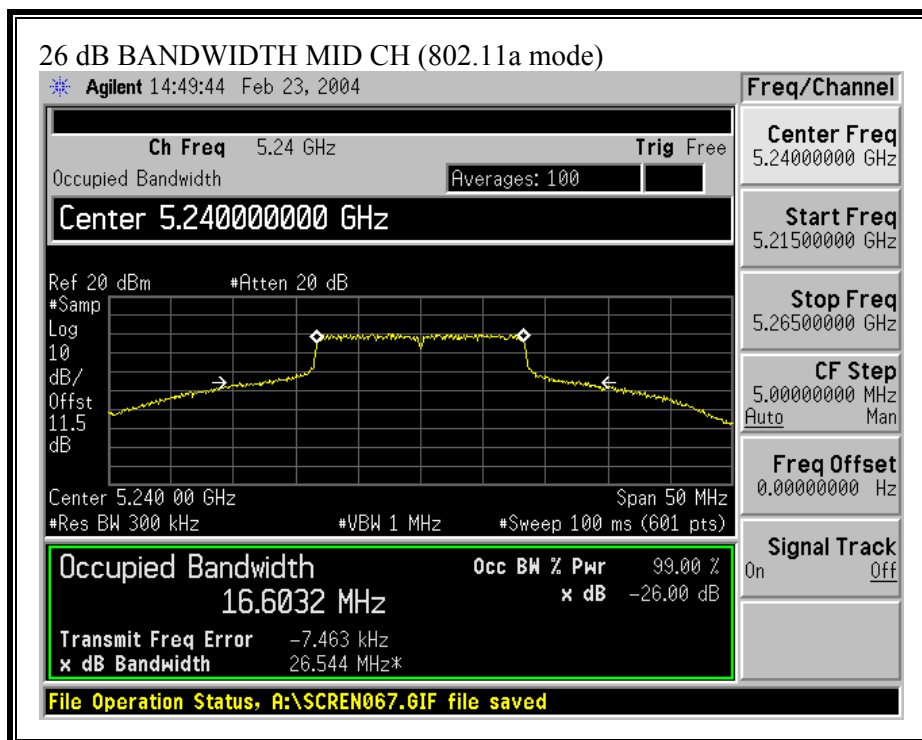 26 dB BANDWIDTH MID CH (802.11a mode)
Agilent 14:49:44 Feb 23, 2004
Freq/Channel
Ch Freq 5.24 GHz Trig Free
Occupied Bandwidth Averages: 100
Center 5.240000000 GHz
Ref 20 dBm #Atten 20 dB
#Samp
Log
10
dB/
Offst
11.5
dB
Center 5.240 00 GHz Span 50 MHz
#Res BW 300 kHz #VBW 1 MHz #Sweep 100 ms (601 pts)
Occupied Bandwidth Occ BW % Pwr 99.00 %
16.6032 MHz x dB -26.00 dB
Transmit Freq Error -7.463 kHz
x dB Bandwidth 26.544 MHz*
File Operation Status, A:\SCREN067.GIF file saved
Center Freq
5.24000000 GHz
Start Freq
5.21500000 GHz
Stop Freq
5.26500000 GHz
CF Step
5.00000000 MHz
Auto Man
Freq Offset
0.00000000 Hz
Signal Track
On Off